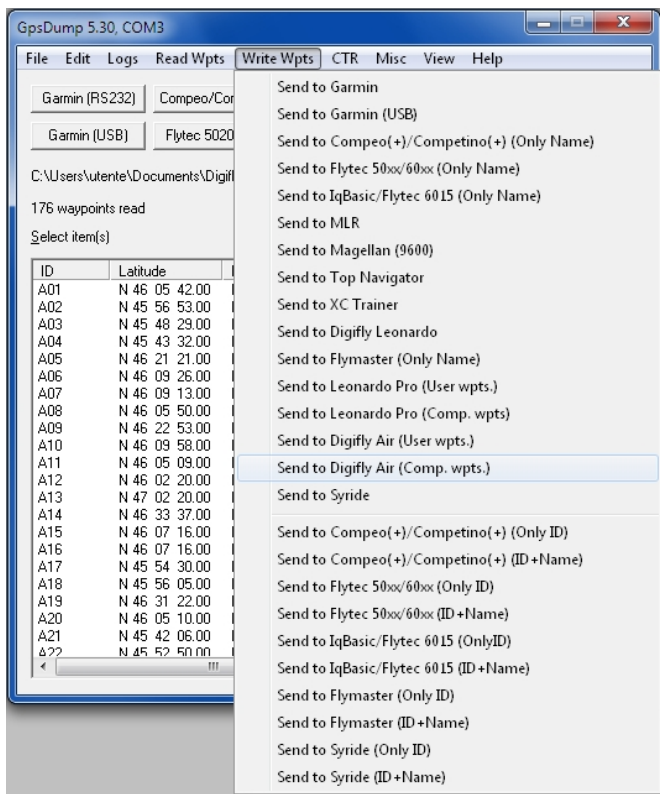 GpsDump 5.30, COM3
File Edit Logs Read Wpts Write Wpts CTR Misc View Help
Garmin (RS232) Compeo/Cor
Garmin (USB) Flytec 5020
C:\Users\utente\Documents\Digifl
176 waypoints read
Select item(s)
ID Latitude
A01 N 46 05 42.00
A02 N 45 56 53.00
A03 N 45 48 29.00
A04 N 45 43 32.00
A05 N 46 21 21.00
A06 N 46 09 26.00
A07 N 46 09 13.00
A08 N 46 05 50.00
A09 N 46 22 53.00
A10 N 46 09 58.00
A11 N 46 05 09.00
A12 N 46 02 20.00
A13 N 47 02 20.00
A14 N 46 33 37.00
A15 N 46 07 16.00
A16 N 46 07 16.00
A17 N 45 54 30.00
A18 N 45 56 05.00
A19 N 46 31 22.00
A20 N 46 05 10.00
A21 N 45 42 06.00
A22 N 45 52 50.00
Send to Garmin
Send to Garmin (USB)
Send to Compeo(+)/Competino(+) (Only Name)
Send to Flytec 50xx/60xx (Only Name)
Send to IqBasic/Flytec 6015 (Only Name)
Send to MLR
Send to Magellan (9600)
Send to Top Navigator
Send to XC Trainer
Send to Digifly Leonardo
Send to Flymaster (Only Name)
Send to Leonardo Pro (User wpts.)
Send to Leonardo Pro (Comp. wpts)
Send to Digifly Air (User wpts.)
Send to Digifly Air (Comp. wpts.)
Send to Syride
Send to Compeo(+)/Competino(+) (Only ID)
Send to Compeo(+)/Competino(+) (ID+Name)
Send to Flytec 50xx/60xx (Only ID)
Send to Flytec 50xx/60xx (ID+Name)
Send to IqBasic/Flytec 6015 (OnlyID)
Send to IqBasic/Flytec 6015 (ID+Name)
Send to Flymaster (Only ID)
Send to Flymaster (ID+Name)
Send to Syride (Only ID)
Send to Syride (ID+Name)